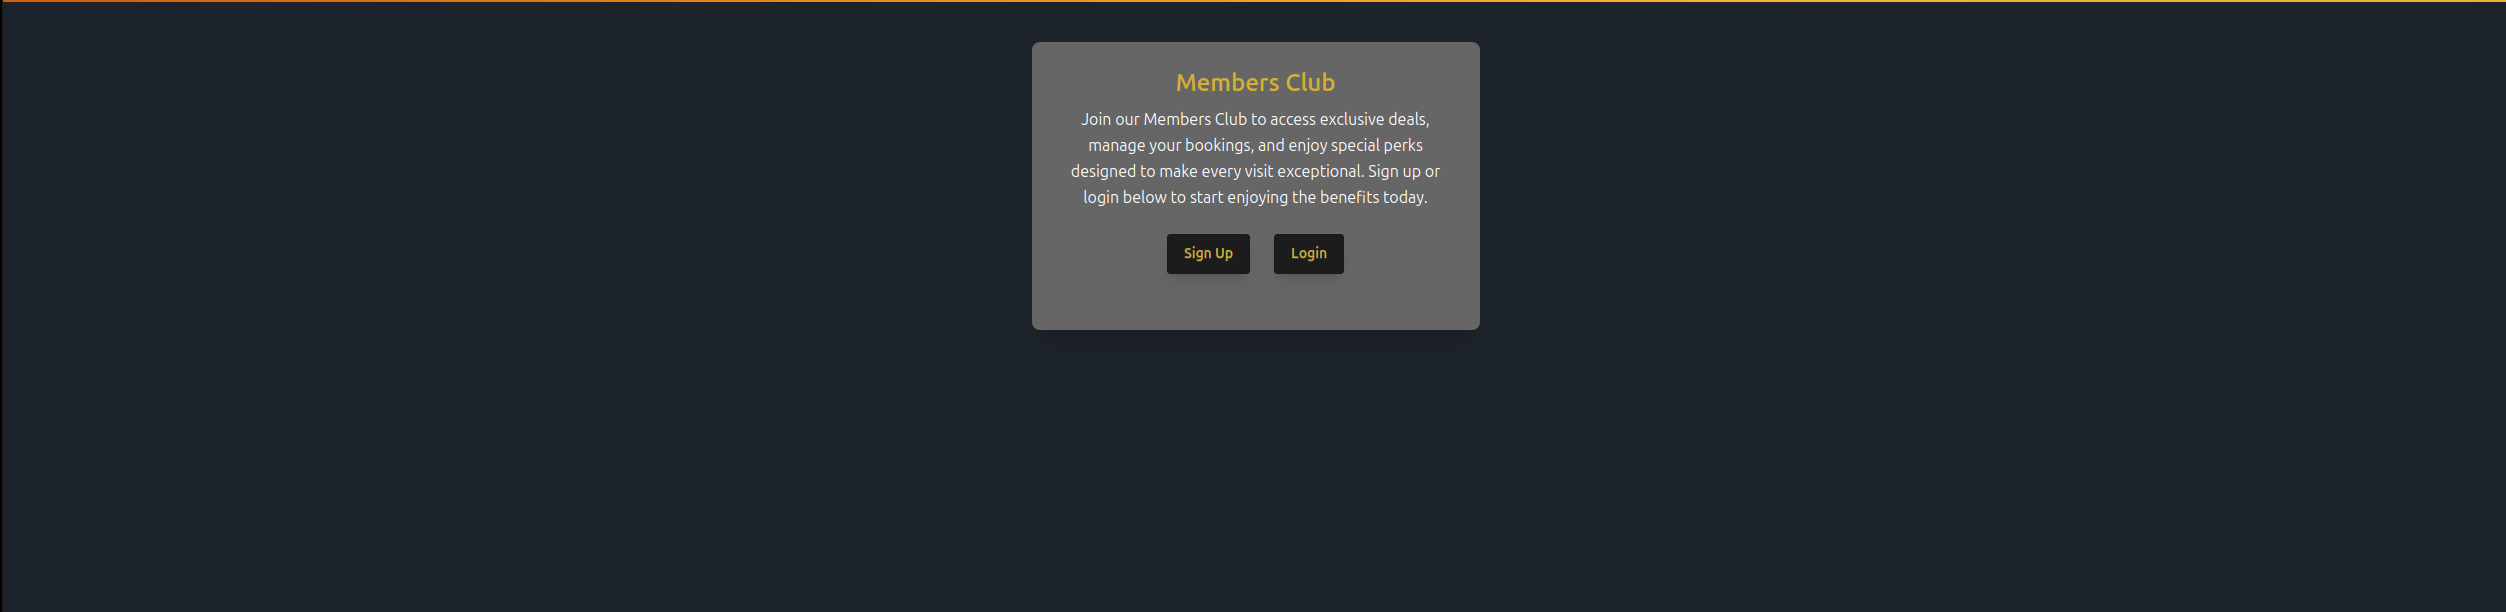 Members Club
Join our Members Club to access exclusive deals,
manage your bookings, and enjoy special perks
designed to make every visit exceptional. Sign up or
login below to start enjoying the benefits today.
Sign Up
Login